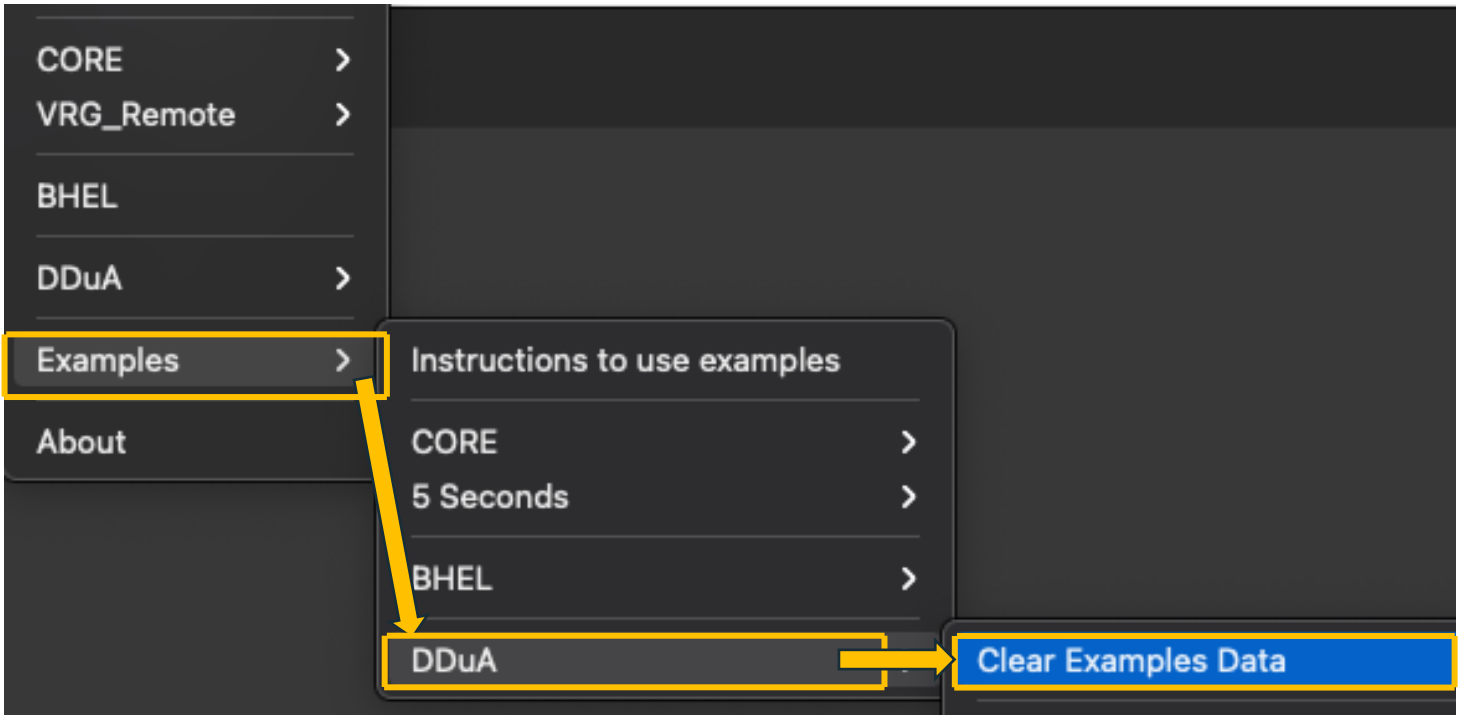 CORE
VRG_Remote
BHEL
DDuA
Examples
About
Instructions to use examples
CORE
5 Seconds
BHEL
DDuA
Clear Examples Data